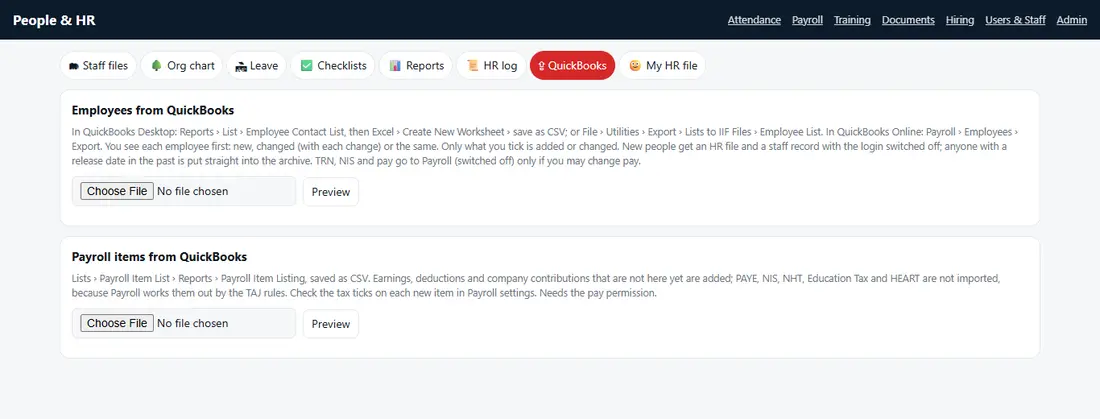 People & HR
Attendance Payroll Training Documents Hiring Users & Staff Admin
Staff files Org chart Leave Checklists Reports HR log QuickBooks My HR file
Employees from QuickBooks
In QuickBooks Desktop: Reports › List › Employee Contact List, then Excel › Create New Worksheet › save as CSV; or File › Utilities › Export › Lists to IIF Files › Employee List. In QuickBooks Online: Payroll › Employees ›
Export. You see each employee first: new, changed (with each change) or the same. Only what you tick is added or changed. New people get an HR file and a staff record with the login switched off; anyone with a
release date in the past is put straight into the archive. TRN, NIS and pay go to Payroll (switched off) only if you may change pay.
Choose File No file chosen Preview
Payroll items from QuickBooks
Lists › Payroll Item List › Reports › Payroll Item Listing, saved as CSV. Earnings, deductions and company contributions that are not here yet are added; PAYE, NIS, NHT, Education Tax and HEART are not imported,
because Payroll works them out by the TAJ rules. Check the tax ticks on each new item in Payroll settings. Needs the pay permission.
Choose File No file chosen Preview